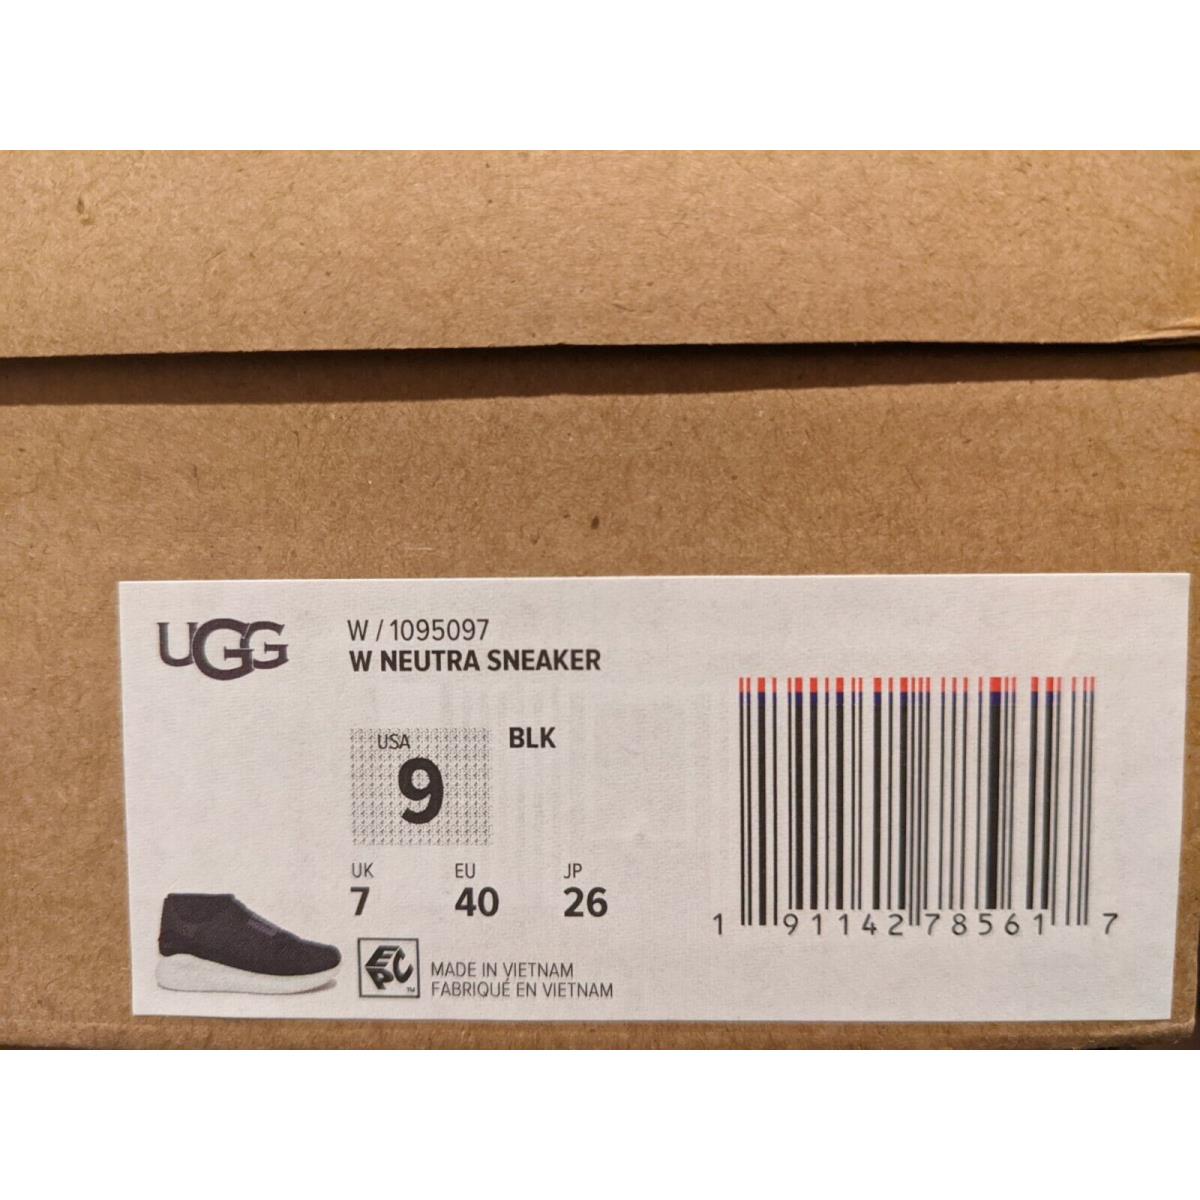 UGG
W / 1095097
W NEUTRA SNEAKER
USA
9
BLK
UK
7
EU
40
JP
26
EPC ™
MADE IN VIETNAM
FABRIQUÉ EN VIETNAM
1 91142 78561 7